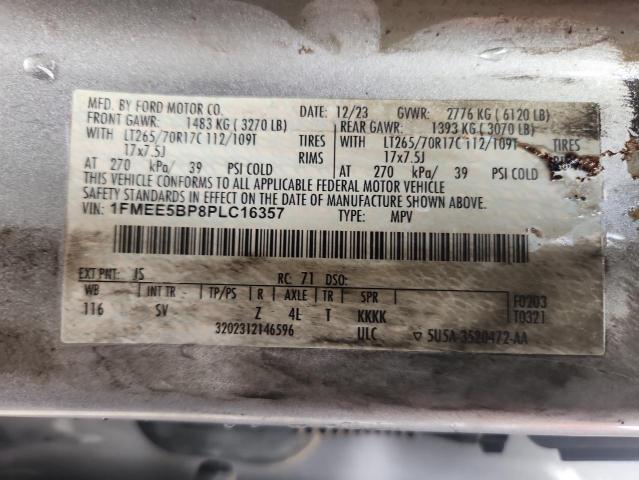 MFD. BY FORD MOTOR CO. DATE: 12/23 GVWR: 2776 KG ( 6120 LB)
FRONT GAWR: 1483 KG ( 3270 LB) REAR GAWR: 1393 KG ( 3070 LB)
WITH LT265/70R17C 112/109T TIRES WITH LT265/70R17C 112/109T TIRES
17x7.5J RIMS 17x7.5J RIMS
AT 270 kPa/ 39 PSI COLD AT 270 kPa/ 39 PSI COLD
THIS VEHICLE CONFORMS TO ALL APPLICABLE FEDERAL MOTOR VEHICLE
SAFETY STANDARDS IN EFFECT ON THE DATE OF MANUFACTURE SHOWN ABOVE.
VIN: 1FMEE5BP8PLC16357 TYPE: MPV
EXT PNT: JS RC: 71 DSO:
WB INT TR TP/PS R AXLE TR SPR F0203
116 SV Z 4L T KKKK T0321
3202312146596 ULC ▽ 5U5A-3520472-AA